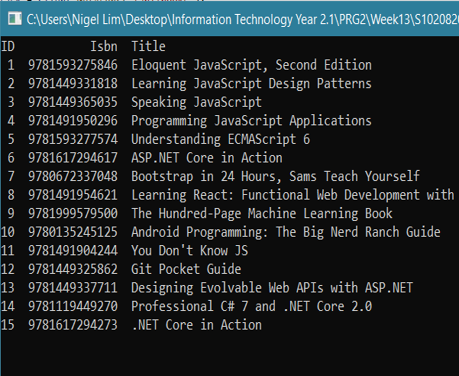 C:\Users\Nigel Lim\Desktop\Information Technology Year 2.1\PRG2\Week13\S102082
ID Isbn Title
1 9781593275846 Eloquent JavaScript, Second Edition
2 9781449331818 Learning JavaScript Design Patterns
3 9781449365035 Speaking JavaScript
4 9781491950296 Programming JavaScript Applications
5 9781593277574 Understanding ECMAScript 6
6 9781617294617 ASP.NET Core in Action
7 9780672337048 Bootstrap in 24 Hours, Sams Teach Yourself
8 9781491954621 Learning React: Functional Web Development with
9 9781999579500 The Hundred-Page Machine Learning Book
10 9780135245125 Android Programming: The Big Nerd Ranch Guide
11 9781491904244 You Don't Know JS
12 9781449325862 Git Pocket Guide
13 9781449337711 Designing Evolvable Web APIs with ASP.NET
14 9781119449270 Professional C# 7 and .NET Core 2.0
15 9781617294273 .NET Core in Action